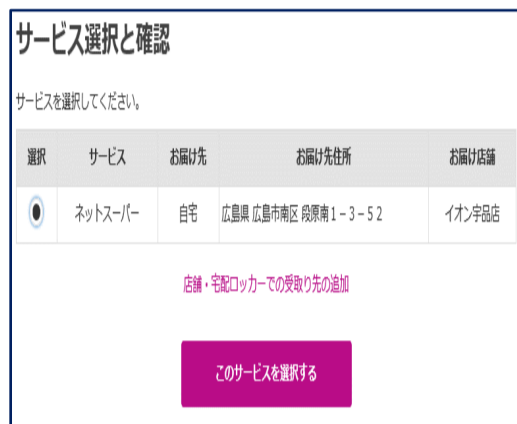 サービス選択と確認
サービスを選択してください。
選択 サービス お届け先 お届け先住所 お届け店舗
ネットスーパー 自宅 広島県 広島市南区 段原南1－3－52 イオン宇品店
店舗・宅配ロッカーでの受取り先の追加
このサービスを選択する